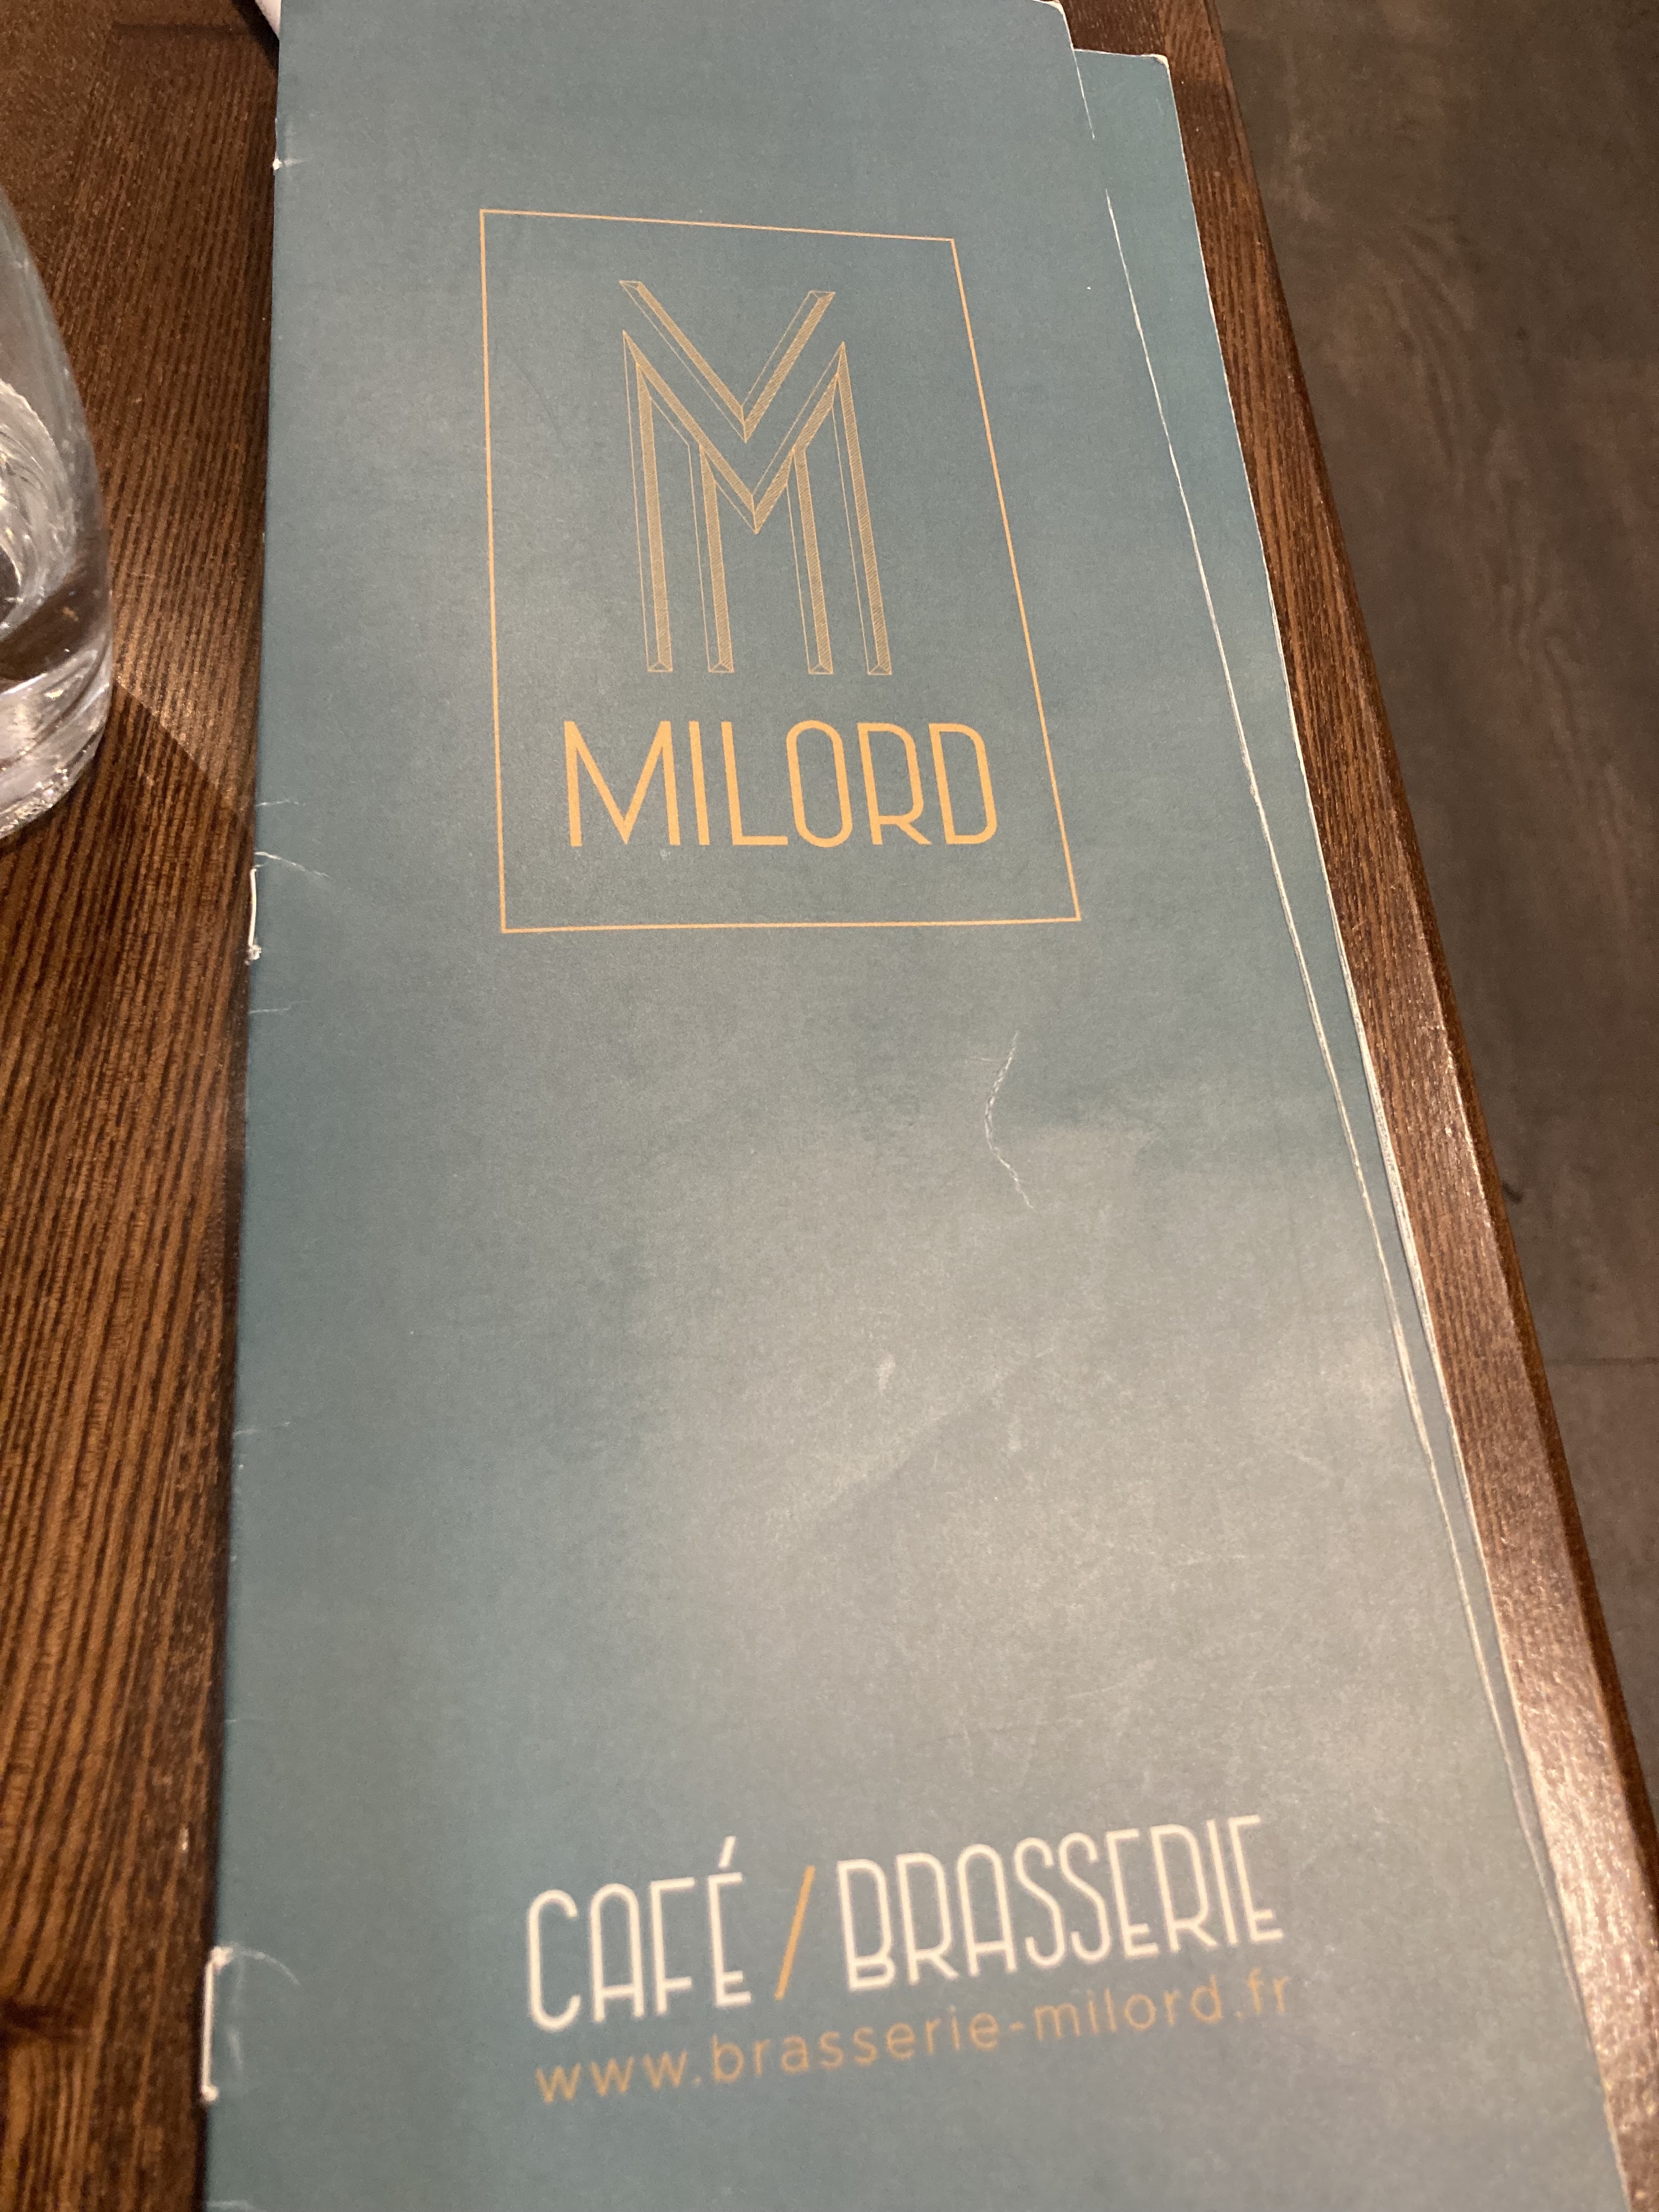 M
MILORD
CAFÉ / BRASSERIE
www.brasserie-milord.fr